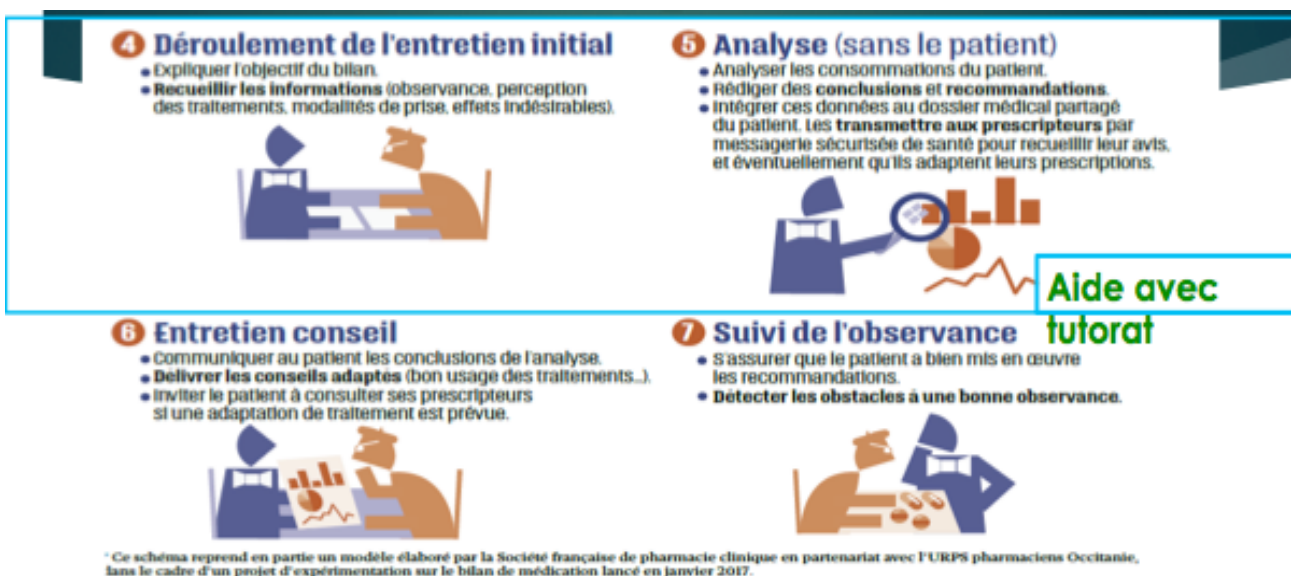 4 Déroulement de l'entretien initial
• Expliquer l'objectif du bilan.
• Recueillir les informations (observance, perception
des traitements, modalités de prise, effets indésirables).
5 Analyse (sans le patient)
• Analyser les consommations du patient.
• Rédiger des conclusions et recommandations.
• Intégrer ces données au dossier médical partagé
du patient. Les transmettre aux prescripteurs par
messagerie sécurisée de santé pour recueillir leur avis,
et éventuellement qu'ils adaptent leurs prescriptions.
Aide avec
tutorat
6 Entretien conseil
• Communiquer au patient les conclusions de l'analyse.
• Délivrer les conseils adaptés (bon usage des traitements...).
• Inviter le patient à consulter ses prescripteurs
si une adaptation de traitement est prévue.
7 Suivi de l'observance
• S'assurer que le patient a bien mis en œuvre
les recommandations.
• Détecter les obstacles à une bonne observance.
* Ce schéma reprend en partie un modèle élaboré par la Société française de pharmacie clinique en partenariat avec l'URPS pharmaciens Occitanie,
dans le cadre d'un projet d'expérimentation sur le bilan de médication lancé en janvier 2017.